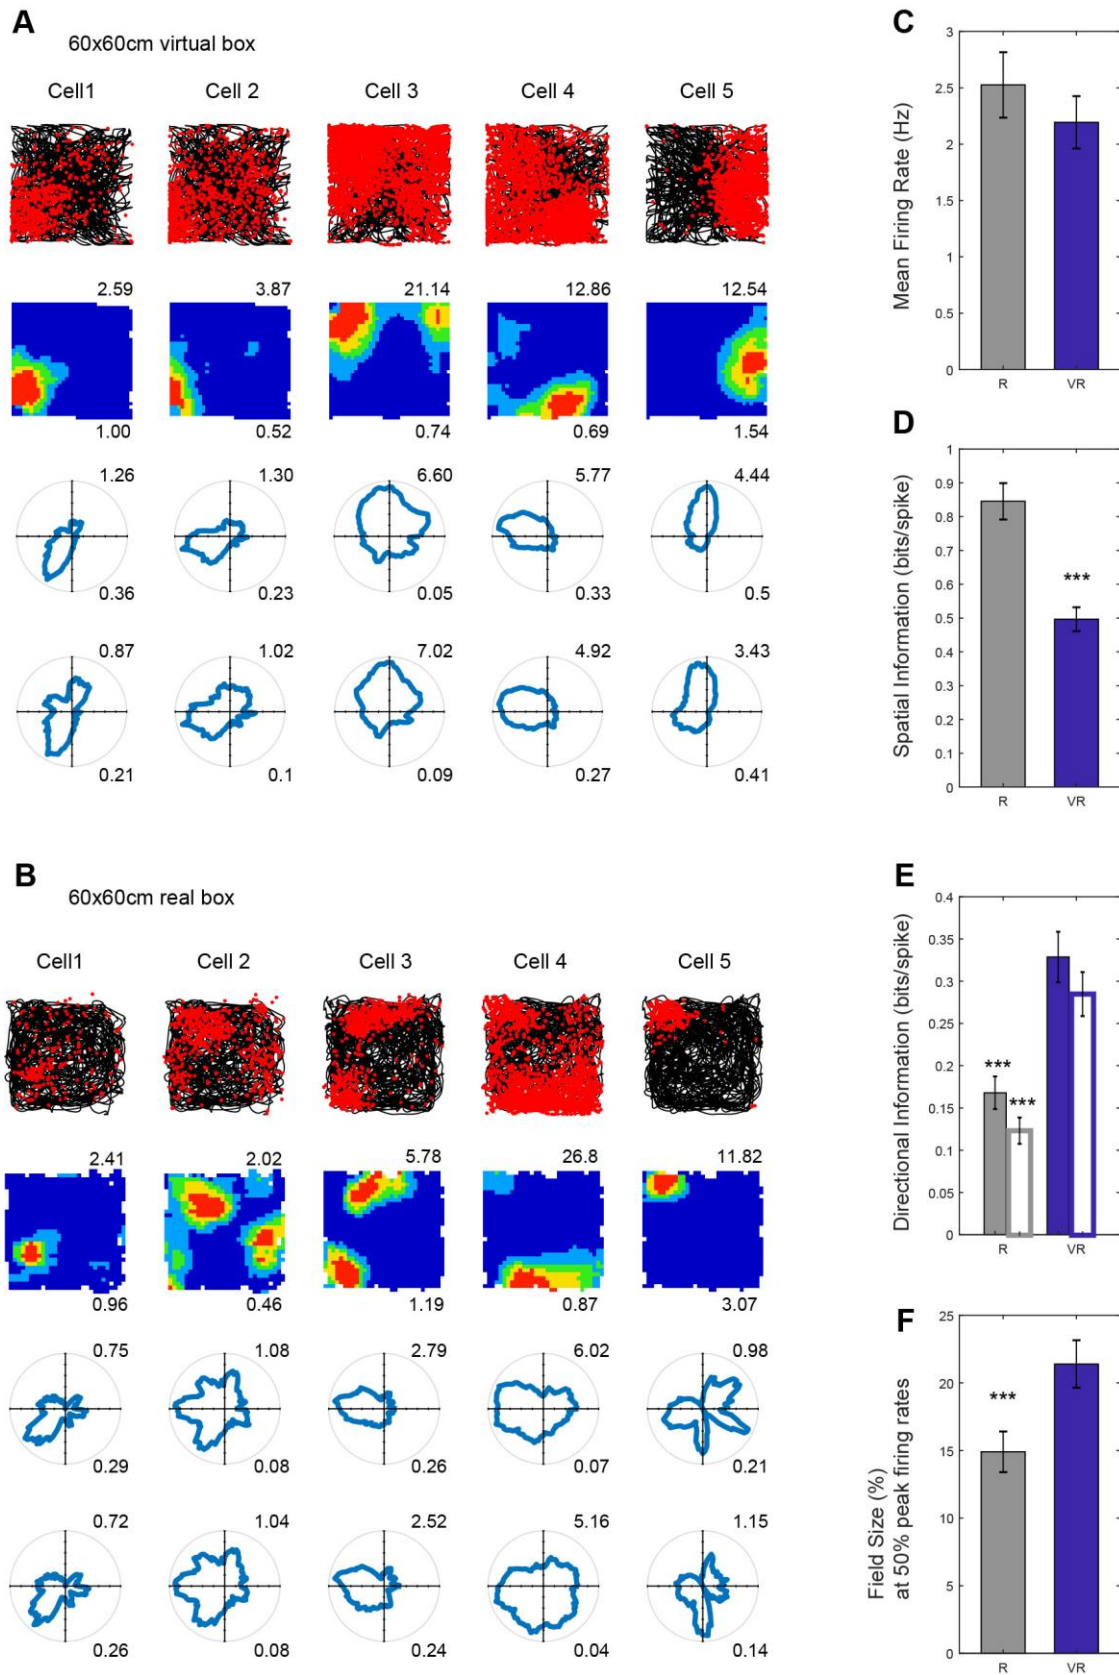 A
60x60cm virtual box
Cell1 Cell 2 Cell 3 Cell 4 Cell 5
2.59 3.87 21.14 12.86 12.54
1.00 0.52 0.74 0.69 1.54
1.26 1.30 6.60 5.77 4.44
0.36 0.23 0.05 0.33 0.5
0.87 1.02 7.02 4.92 3.43
0.21 0.1 0.09 0.27 0.41
B
60x60cm real box
Cell1 Cell 2 Cell 3 Cell 4 Cell 5
2.41 2.02 5.78 26.8 11.82
0.96 0.46 1.19 0.87 3.07
0.75 1.08 2.79 6.02 0.98
0.29 0.08 0.26 0.07 0.21
0.72 1.04 2.52 5.16 1.15
0.26 0.08 0.24 0.04 0.14
C
Mean Firing Rate (Hz)
3
2.5
2
1.5
1
0.5
0
R VR
D
Spatial Information (bits/spike)
1
0.9
0.8
0.7
0.6
0.5
0.4
0.3
0.2
0.1
0
***
R VR
E
Directional Information (bits/spike)
0.4
0.35
0.3
0.25
0.2
0.15
0.1
0.05
0
***
***
R VR
F
Field Size (%)
at 50% peak firing rates
25
20
15
10
5
0
***
R VR